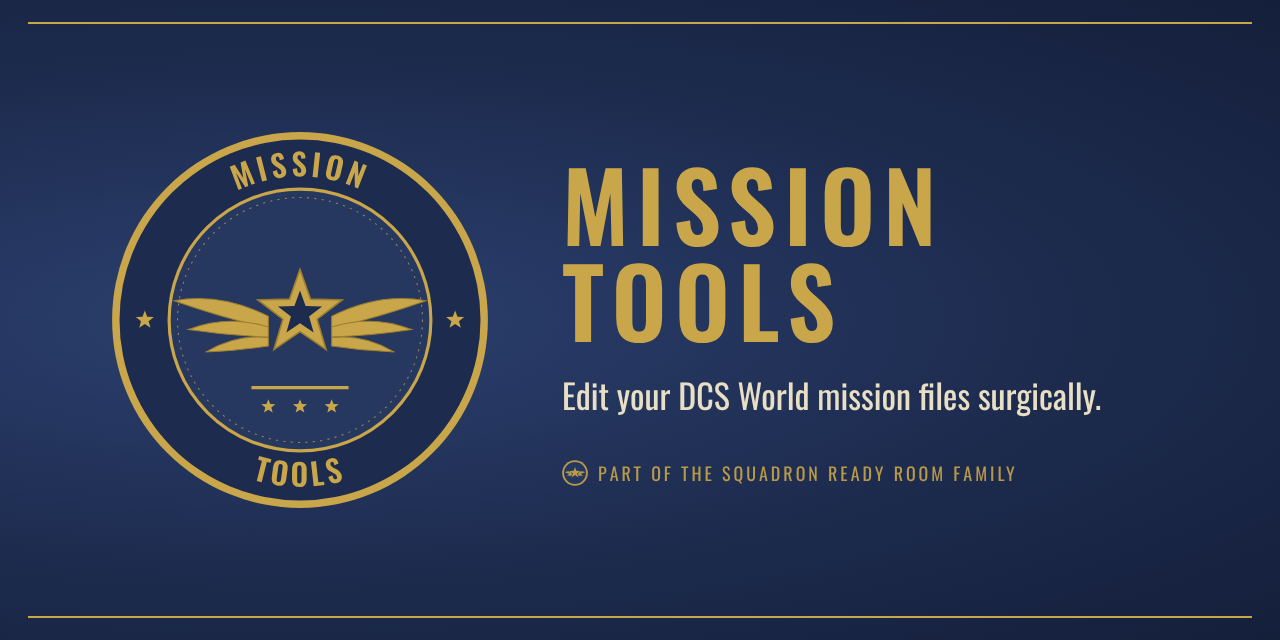 MISSION
TOOLS
MISSION
TOOLS
Edit your DCS World mission files surgically.
PART OF THE SQUADRON READY ROOM FAMILY